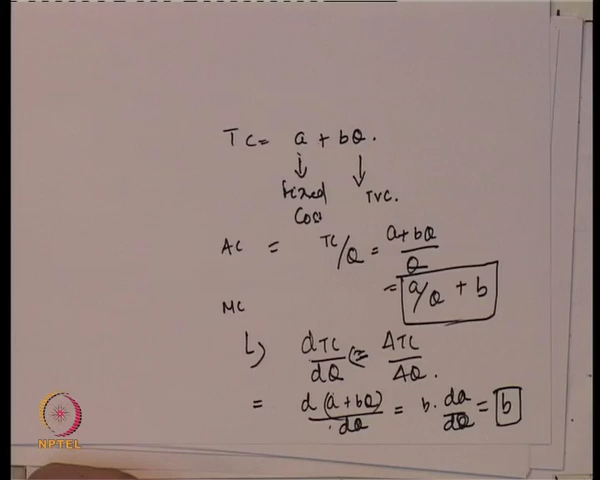 TC = a + bQ.
↓ ↓
Fixed TVC.
Cost
AC = TC/Q = a+bQ/Q
= a/Q + b
MC
↳ dTC/dQ (= ΔTC/ΔQ.
= d(a+bQ)/dQ = b. dQ/dQ = b
NPTEL